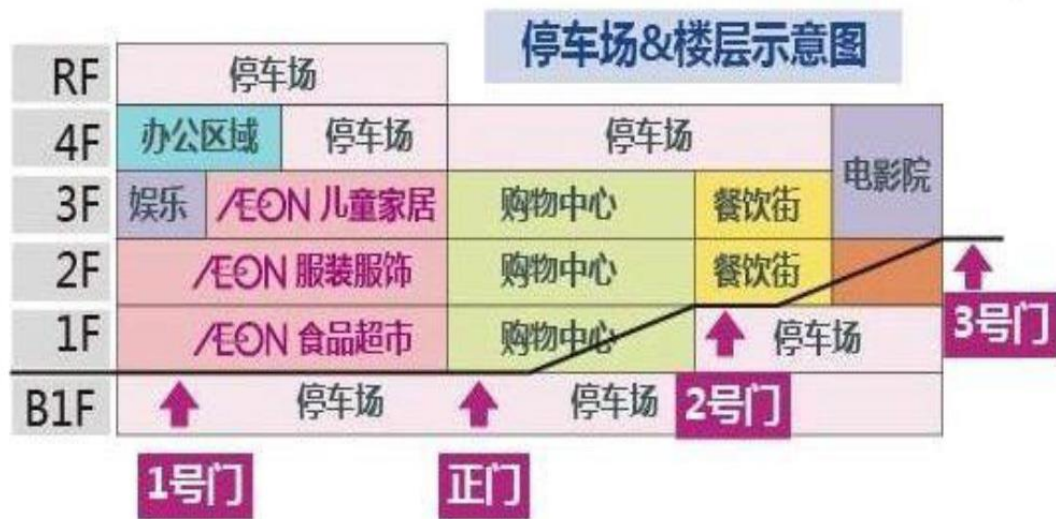 停车场&楼层示意图
RF 停车场
4F 办公区域 停车场 停车场
电影院
3F 娱乐 ÆON 儿童家居 购物中心 餐饮街
2F ÆON 服装服饰 购物中心 餐饮街
1F ÆON 食品超市 购物中心 停车场
3号门
B1F 停车场 停车场 2号门
1号门 正门